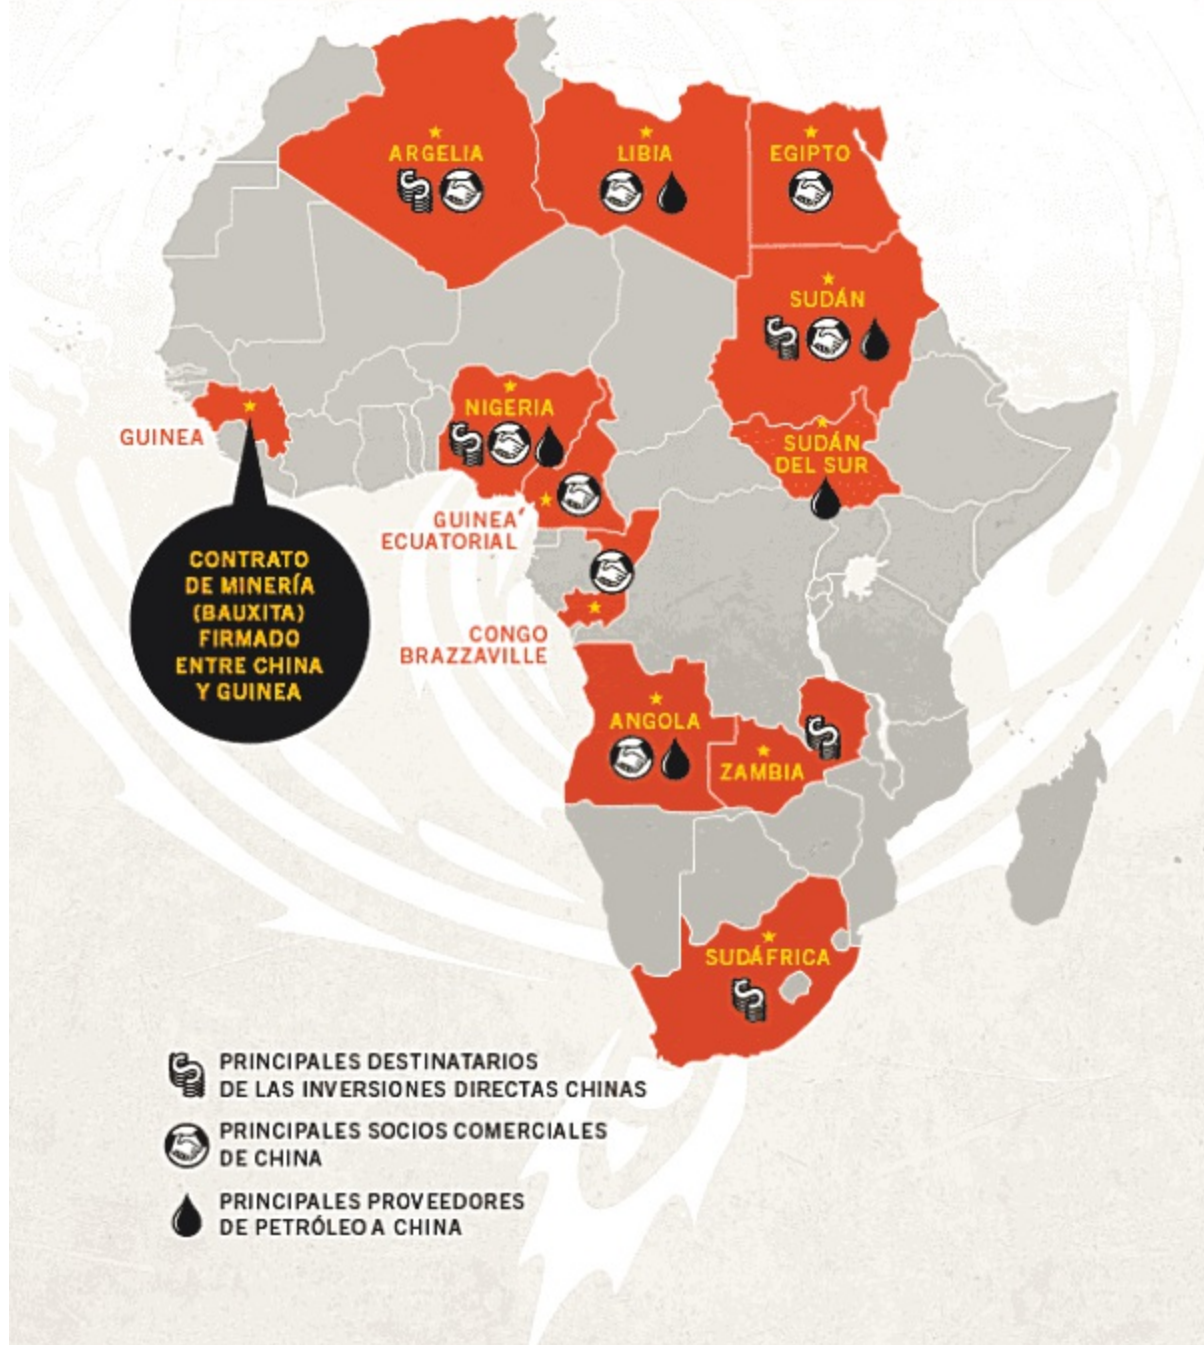 ARGELIA
LIBIA
EGIPTO
SUDÁN
NIGERIA
GUINEA
SUDÁN
DEL SUR
GUINEA
ECUATORIAL
CONTRATO
DE MINERÍA
(BAUXITA)
FIRMADO
ENTRE CHINA
Y GUINEA
CONGO
BRAZZAVILLE
ANGOLA
ZAMBIA
SUDÁFRICA
PRINCIPALES DESTINATARIOS
DE LAS INVERSIONES DIRECTAS CHINAS
PRINCIPALES SOCIOS COMERCIALES
DE CHINA
PRINCIPALES PROVEEDORES
DE PETRÓLEO A CHINA